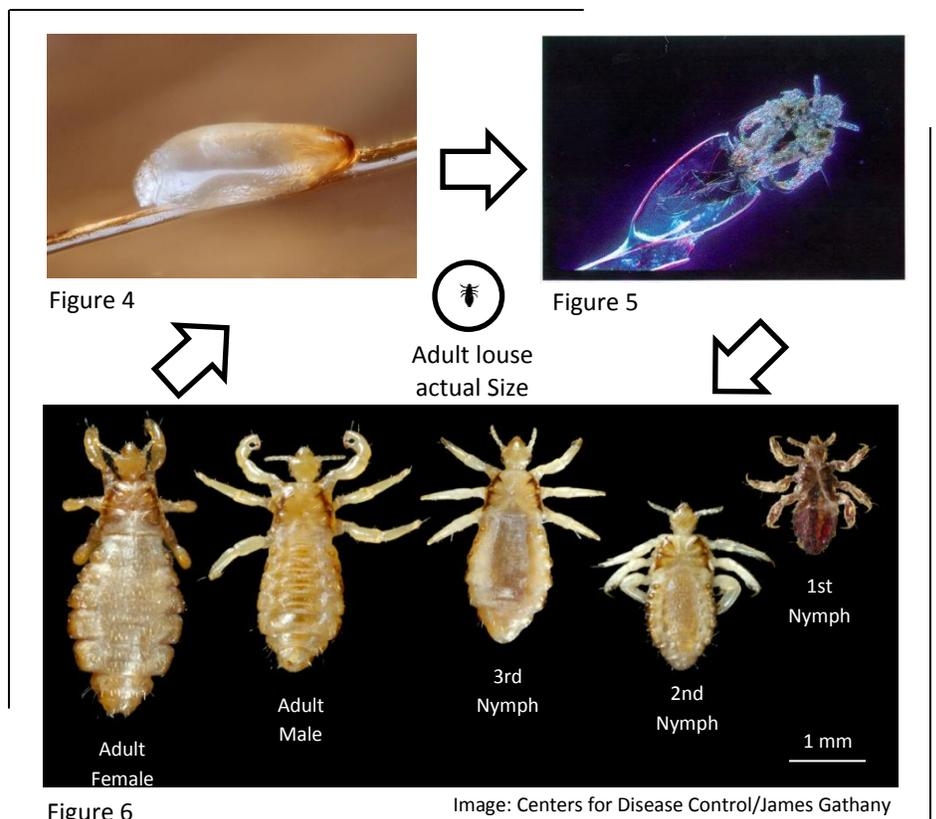 Figure 4
Figure 5
Adult louse
actual Size
Adult
Female
Adult
Male
3rd
Nymph
2nd
Nymph
1st
Nymph
1 mm
Figure 6
Image: Centers for Disease Control/James Gathany